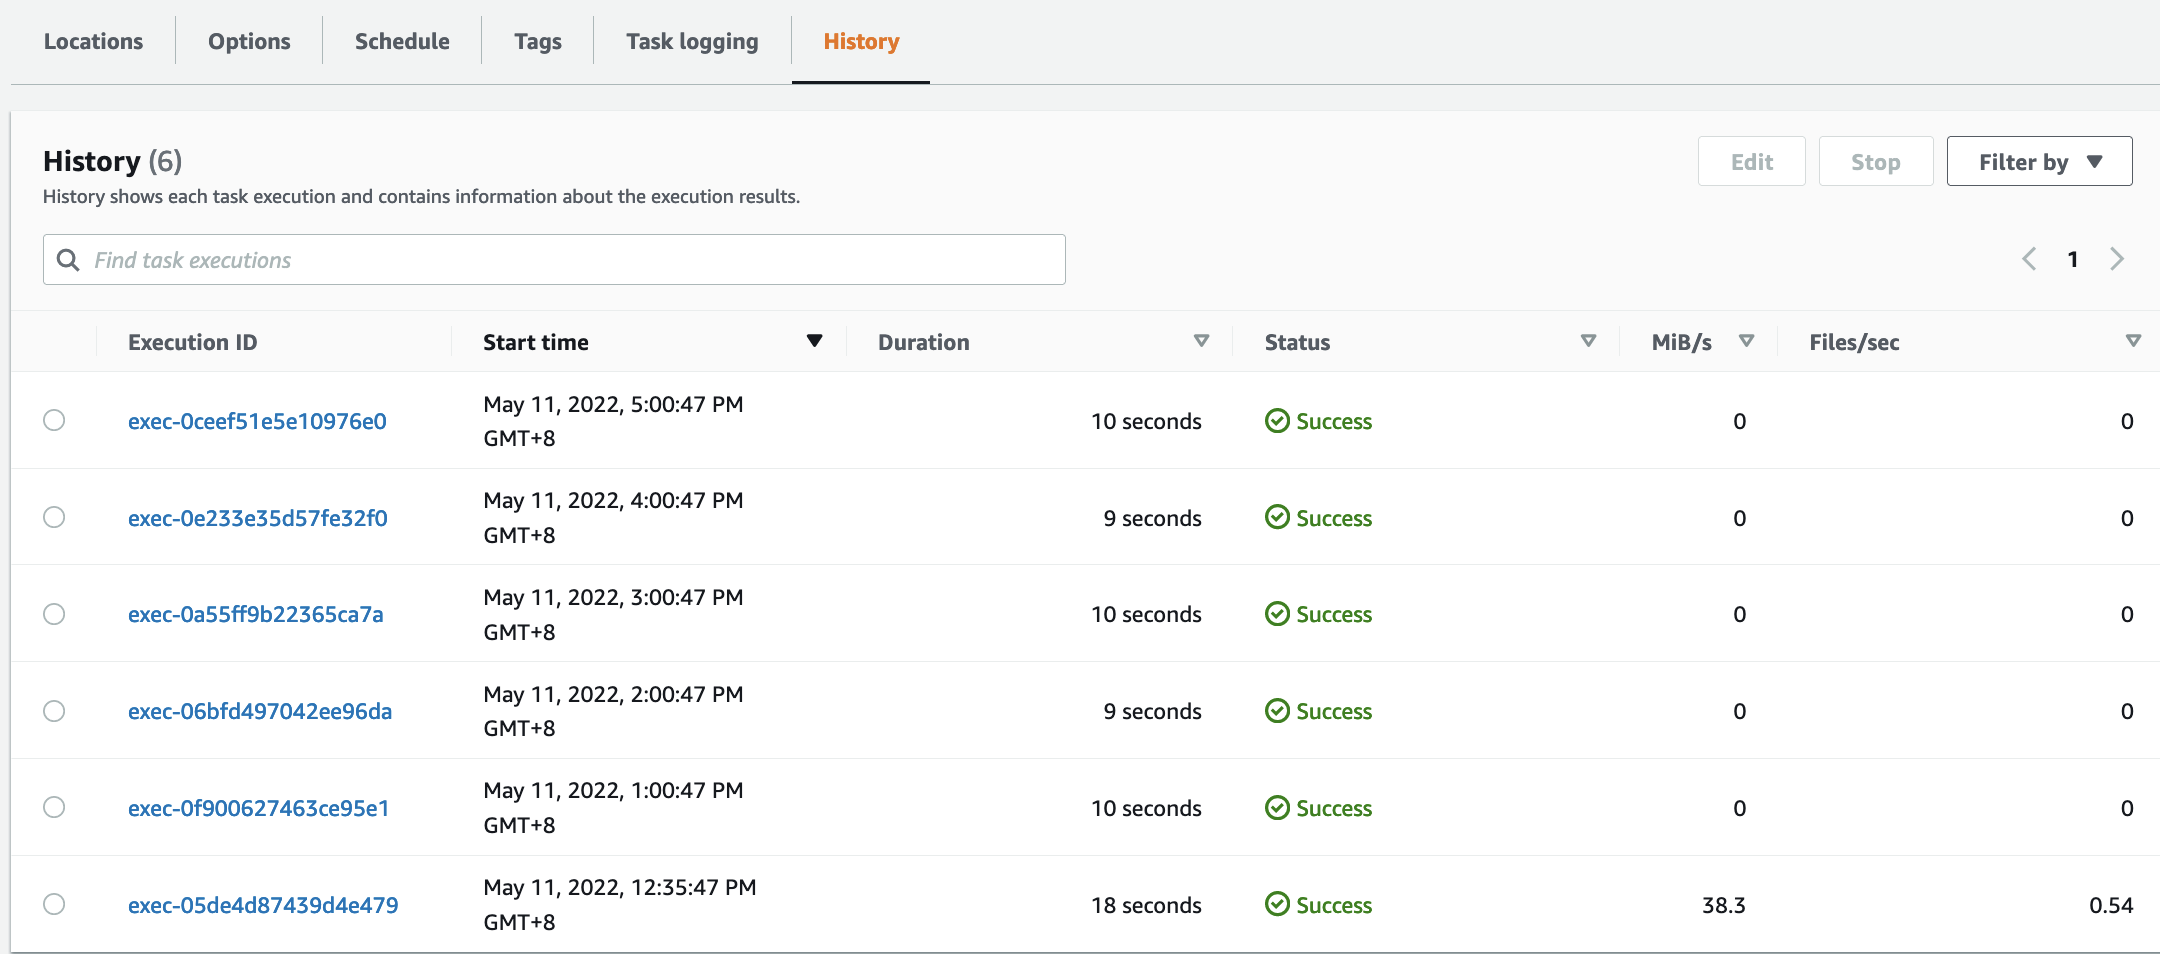 Locations Options Schedule Tags Task logging History
History (6)
Edit Stop Filter by
History shows each task execution and contains information about the execution results.
Find task executions
1
Execution ID Start time Duration Status MiB/s Files/sec
exec-0ceef51e5e10976e0 May 11, 2022, 5:00:47 PM GMT+8 10 seconds Success 0 0
exec-0e233e35d57fe32f0 May 11, 2022, 4:00:47 PM GMT+8 9 seconds Success 0 0
exec-0a55ff9b22365ca7a May 11, 2022, 3:00:47 PM GMT+8 10 seconds Success 0 0
exec-06bfd497042ee96da May 11, 2022, 2:00:47 PM GMT+8 9 seconds Success 0 0
exec-0f900627463ce95e1 May 11, 2022, 1:00:47 PM GMT+8 10 seconds Success 0 0
exec-05de4d87439d4e479 May 11, 2022, 12:35:47 PM GMT+8 18 seconds Success 38.3 0.54